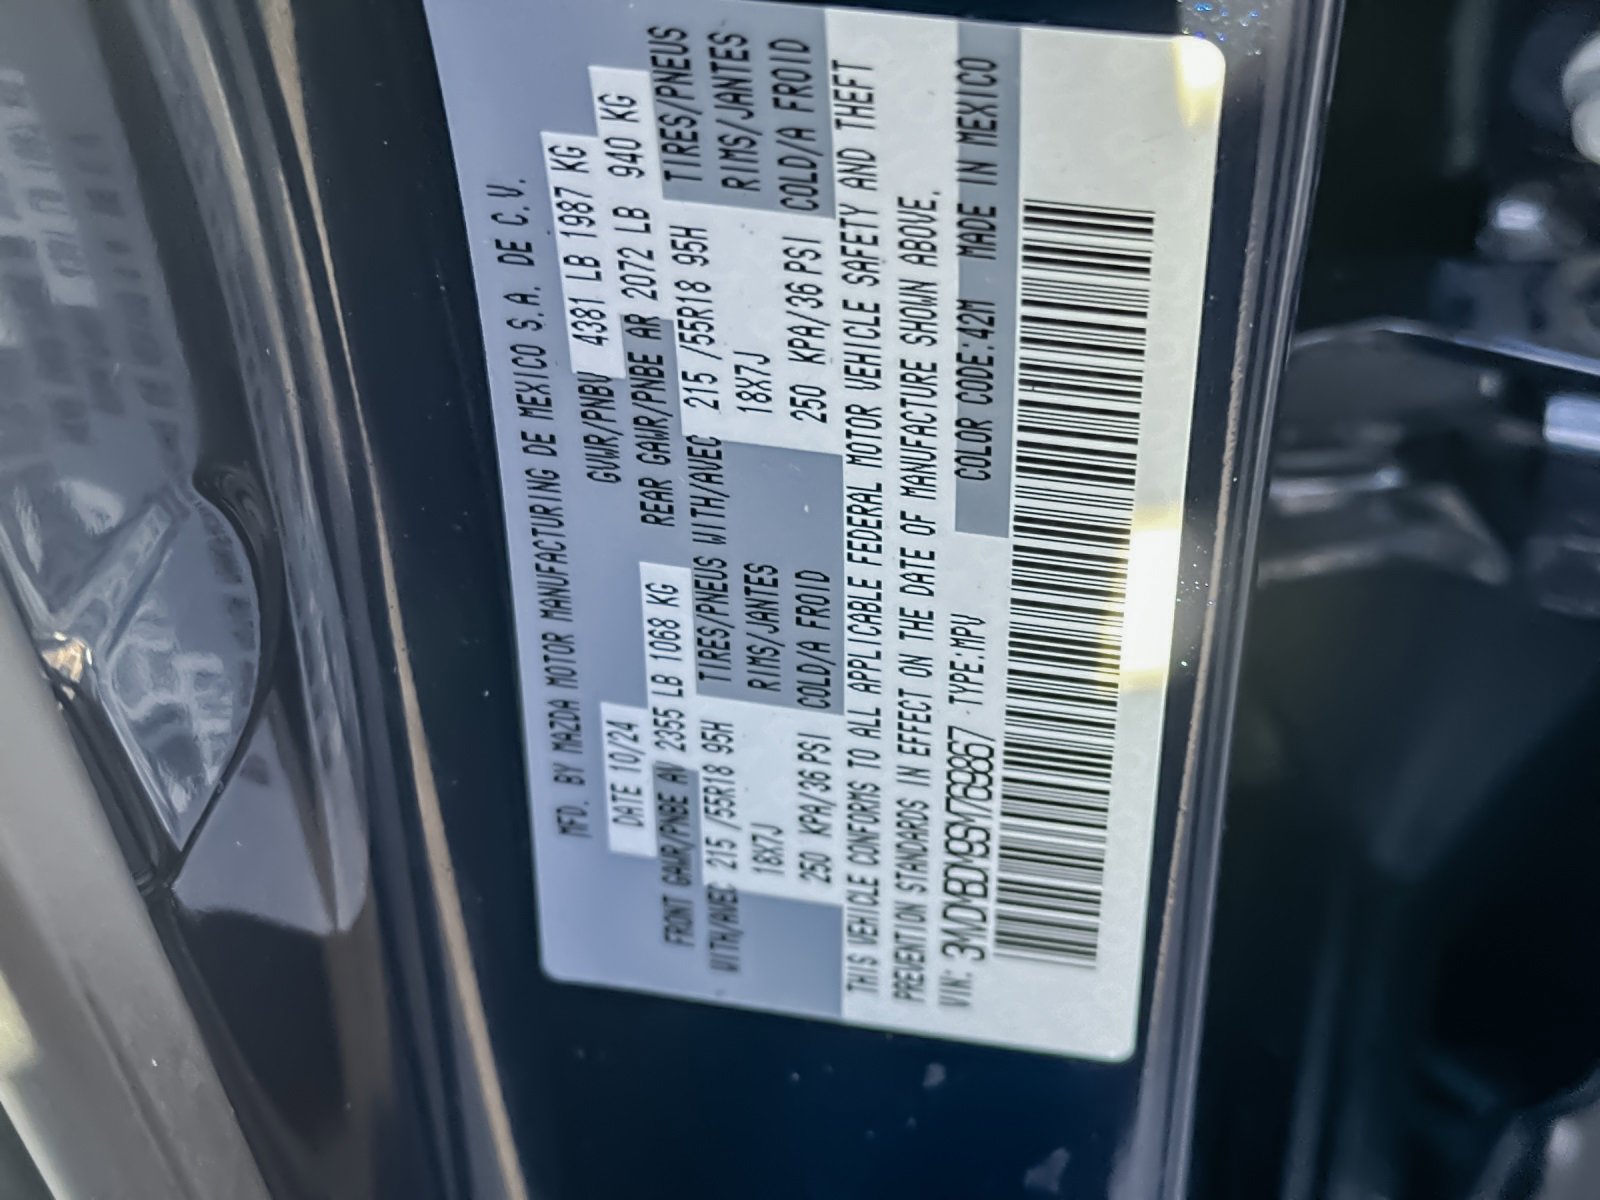 MFD. BY MAZDA MOTOR MANUFACTURING DE MEXICO S.A. DE C.V.
DATE 10/24 GVWR/PNBV 4381 LB 1987 KG
FRONT GAWR/PNBE AV 2355 LB 1068 KG REAR GAWR/PNBE AR 2072 LB 940 KG
WITH/AVEC 215 /55R18 95H TIRES/PNEUS WITH/AVEC 215 /55R18 95H TIRES/PNEUS
18X7J RIMS/JANTES 18X7J RIMS/JANTES
250 KPA/36 PSI COLD/A FROID 250 KPA/36 PSI COLD/A FROID
THIS VEHICLE CONFORMS TO ALL APPLICABLE FEDERAL MOTOR VEHICLE SAFETY AND THEFT
PREVENTION STANDARDS IN EFFECT ON THE DATE OF MANUFACTURE SHOWN ABOVE.
VIN: 3MVDMBDM9SM769867 TYPE:MPV COLOR CODE:42M MADE IN MEXICO